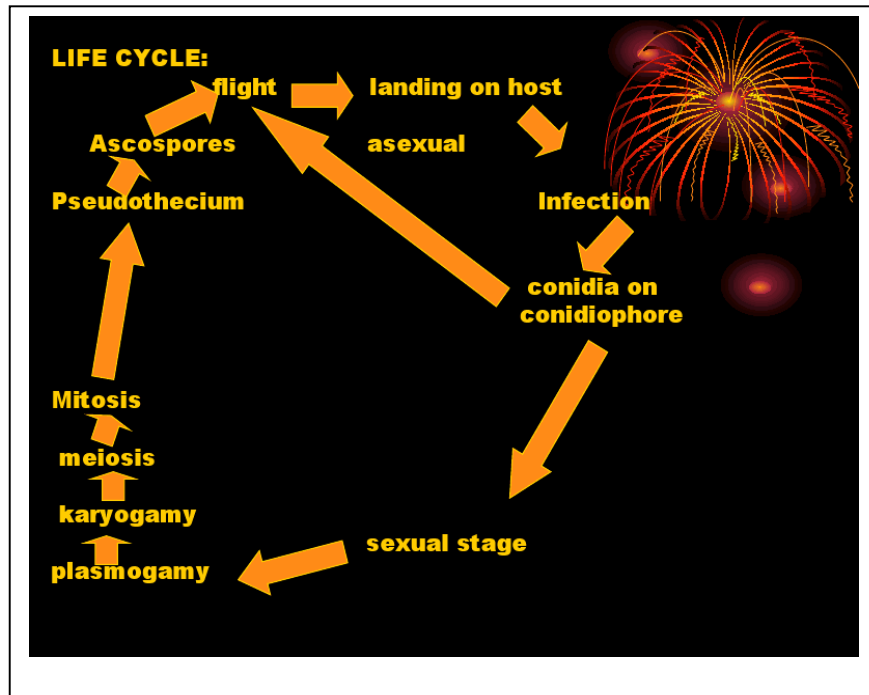 LIFE CYCLE:
flight
landing on host
Ascospores
asexual
Pseudothecium
Infection
conidia on
conidiophore
Mitosis
meiosis
karyogamy
sexual stage
plasmogamy